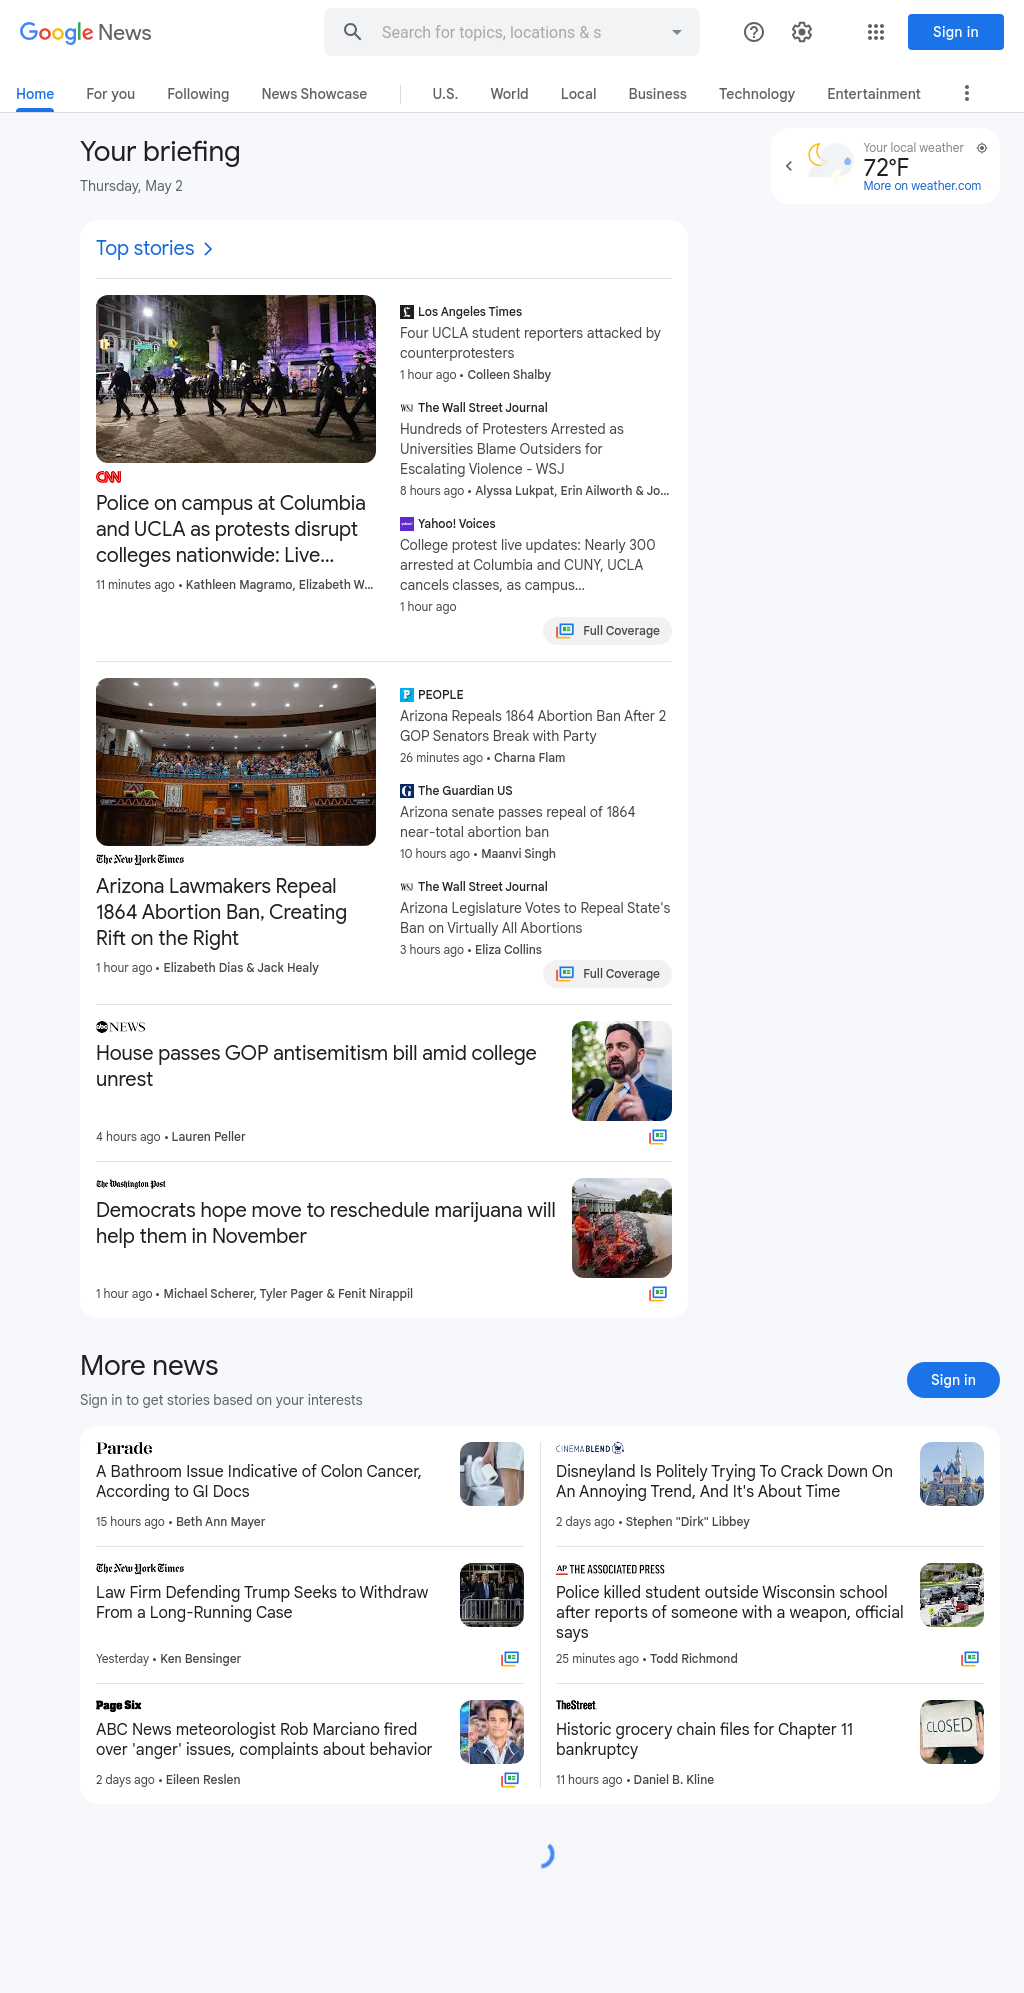 Google News
Search for topics, locations & s
Sign in
Home
For you
Following
News Showcase
U.S.
World
Local
Business
Technology
Entertainment
Your briefing
Thursday, May 2
Your local weather
72°F
More on weather.com
Top stories
CNN
Police on campus at Columbia
and UCLA as protests disrupt
colleges nationwide: Live...
11 minutes ago • Kathleen Magramo, Elizabeth W...
Los Angeles Times
Four UCLA student reporters attacked by
counterprotesters
1 hour ago • Colleen Shalby
WSJ The Wall Street Journal
Hundreds of Protesters Arrested as
Universities Blame Outsiders for
Escalating Violence - WSJ
8 hours ago • Alyssa Lukpat, Erin Ailworth & Jo...
Yahoo! Voices
College protest live updates: Nearly 300
arrested at Columbia and CUNY, UCLA
cancels classes, as campus...
1 hour ago
Full Coverage
The New York Times
Arizona Lawmakers Repeal
1864 Abortion Ban, Creating
Rift on the Right
1 hour ago • Elizabeth Dias & Jack Healy
P PEOPLE
Arizona Repeals 1864 Abortion Ban After 2
GOP Senators Break with Party
26 minutes ago • Charna Flam
G The Guardian US
Arizona senate passes repeal of 1864
near-total abortion ban
10 hours ago • Maanvi Singh
WSJ The Wall Street Journal
Arizona Legislature Votes to Repeal State's
Ban on Virtually All Abortions
3 hours ago • Eliza Collins
Full Coverage
abc NEWS
House passes GOP antisemitism bill amid college
unrest
4 hours ago • Lauren Peller
The Washington Post
Democrats hope move to reschedule marijuana will
help them in November
1 hour ago • Michael Scherer, Tyler Pager & Fenit Nirappil
More news
Sign in to get stories based on your interests
Sign in
Parade
A Bathroom Issue Indicative of Colon Cancer,
According to GI Docs
15 hours ago • Beth Ann Mayer
The New York Times
Law Firm Defending Trump Seeks to Withdraw
From a Long-Running Case
Yesterday • Ken Bensinger
Page Six
ABC News meteorologist Rob Marciano fired
over 'anger' issues, complaints about behavior
2 days ago • Eileen Reslen
CINEMABLEND
Disneyland Is Politely Trying To Crack Down On
An Annoying Trend, And It's About Time
2 days ago • Stephen "Dirk" Libbey
AP THE ASSOCIATED PRESS
Police killed student outside Wisconsin school
after reports of someone with a weapon, official
says
25 minutes ago • Todd Richmond
TheStreet
Historic grocery chain files for Chapter 11
bankruptcy
11 hours ago • Daniel B. Kline
CLOSED